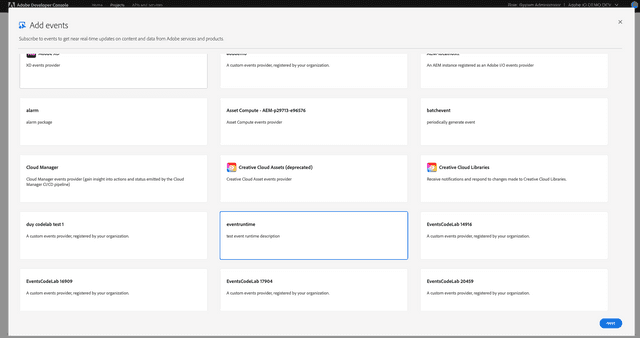 Adobe Developer Console
Home
Projects
APIs and services
Add events
Subscribe to events to get near real-time updates on content and data from Adobe services and products.
XD events provider
A custom events provider, registered by your organization.
An AEM instance registered as an Adobe I/O events provider
alarm
alarm package
Asset Compute - AEM-p29713-e96576
Asset Compute events provider
batchevent
periodically generate event
Cloud Manager
Cloud Manager events provider (gain insight into actions and status emitted by the Cloud
Manager CI/CD pipeline)
Creative Cloud Assets (deprecated)
Creative Cloud Asset events provider
Creative Cloud Libraries
Receive notifications and respond to changes made to Creative Cloud Libraries.
duy codelab test 1
A custom events provider, registered by your organization.
eventruntime
test event runtime description
EventsCodeLab 14916
A custom events provider, registered by your organization.
EventsCodeLab 16909
A custom events provider, registered by your organization.
EventsCodeLab 17904
A custom events provider, registered by your organization.
EventsCodeLab 20459
A custom events provider, registered by your organization.
Next